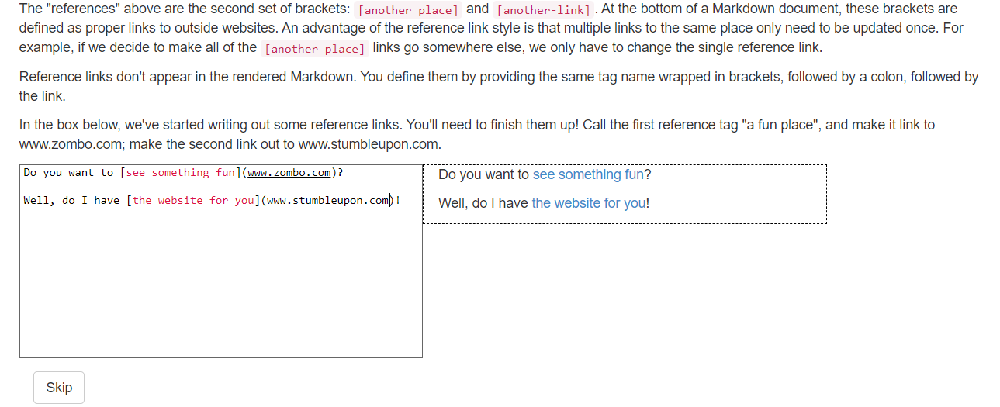 The "references" above are the second set of brackets: [another place] and [another-link] . At the bottom of a Markdown document, these brackets are
defined as proper links to outside websites. An advantage of the reference link style is that multiple links to the same place only need to be updated once. For
example, if we decide to make all of the [another place] links go somewhere else, we only have to change the single reference link.
Reference links don't appear in the rendered Markdown. You define them by providing the same tag name wrapped in brackets, followed by a colon, followed by
the link.
In the box below, we've started writing out some reference links. You'll need to finish them up! Call the first reference tag "a fun place", and make it link to
www.zombo.com; make the second link out to www.stumbleupon.com.
Do you want to [see something fun](www.zombo.com)?
Well, do I have [the website for you](www.stumbleupon.com)!
Do you want to see something fun?
Well, do I have the website for you!
Skip